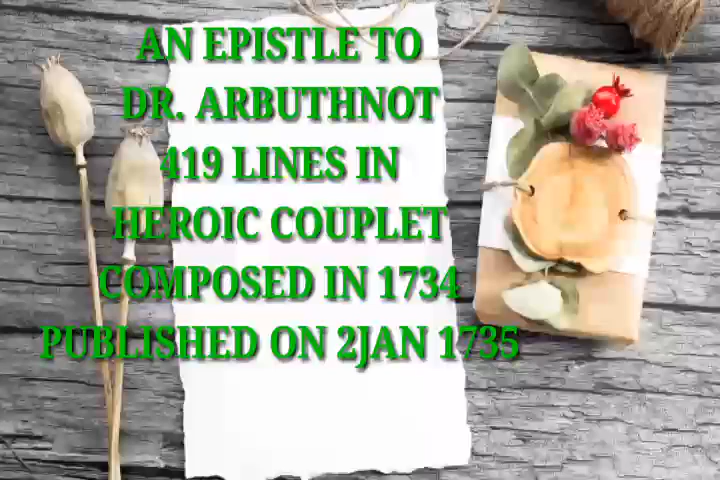 AN EPISTLE TO
DR. ARBUTHNOT
419 LINES IN
HEROIC COUPLET
COMPOSED IN 1734
PUBLISHED ON 2JAN 1735